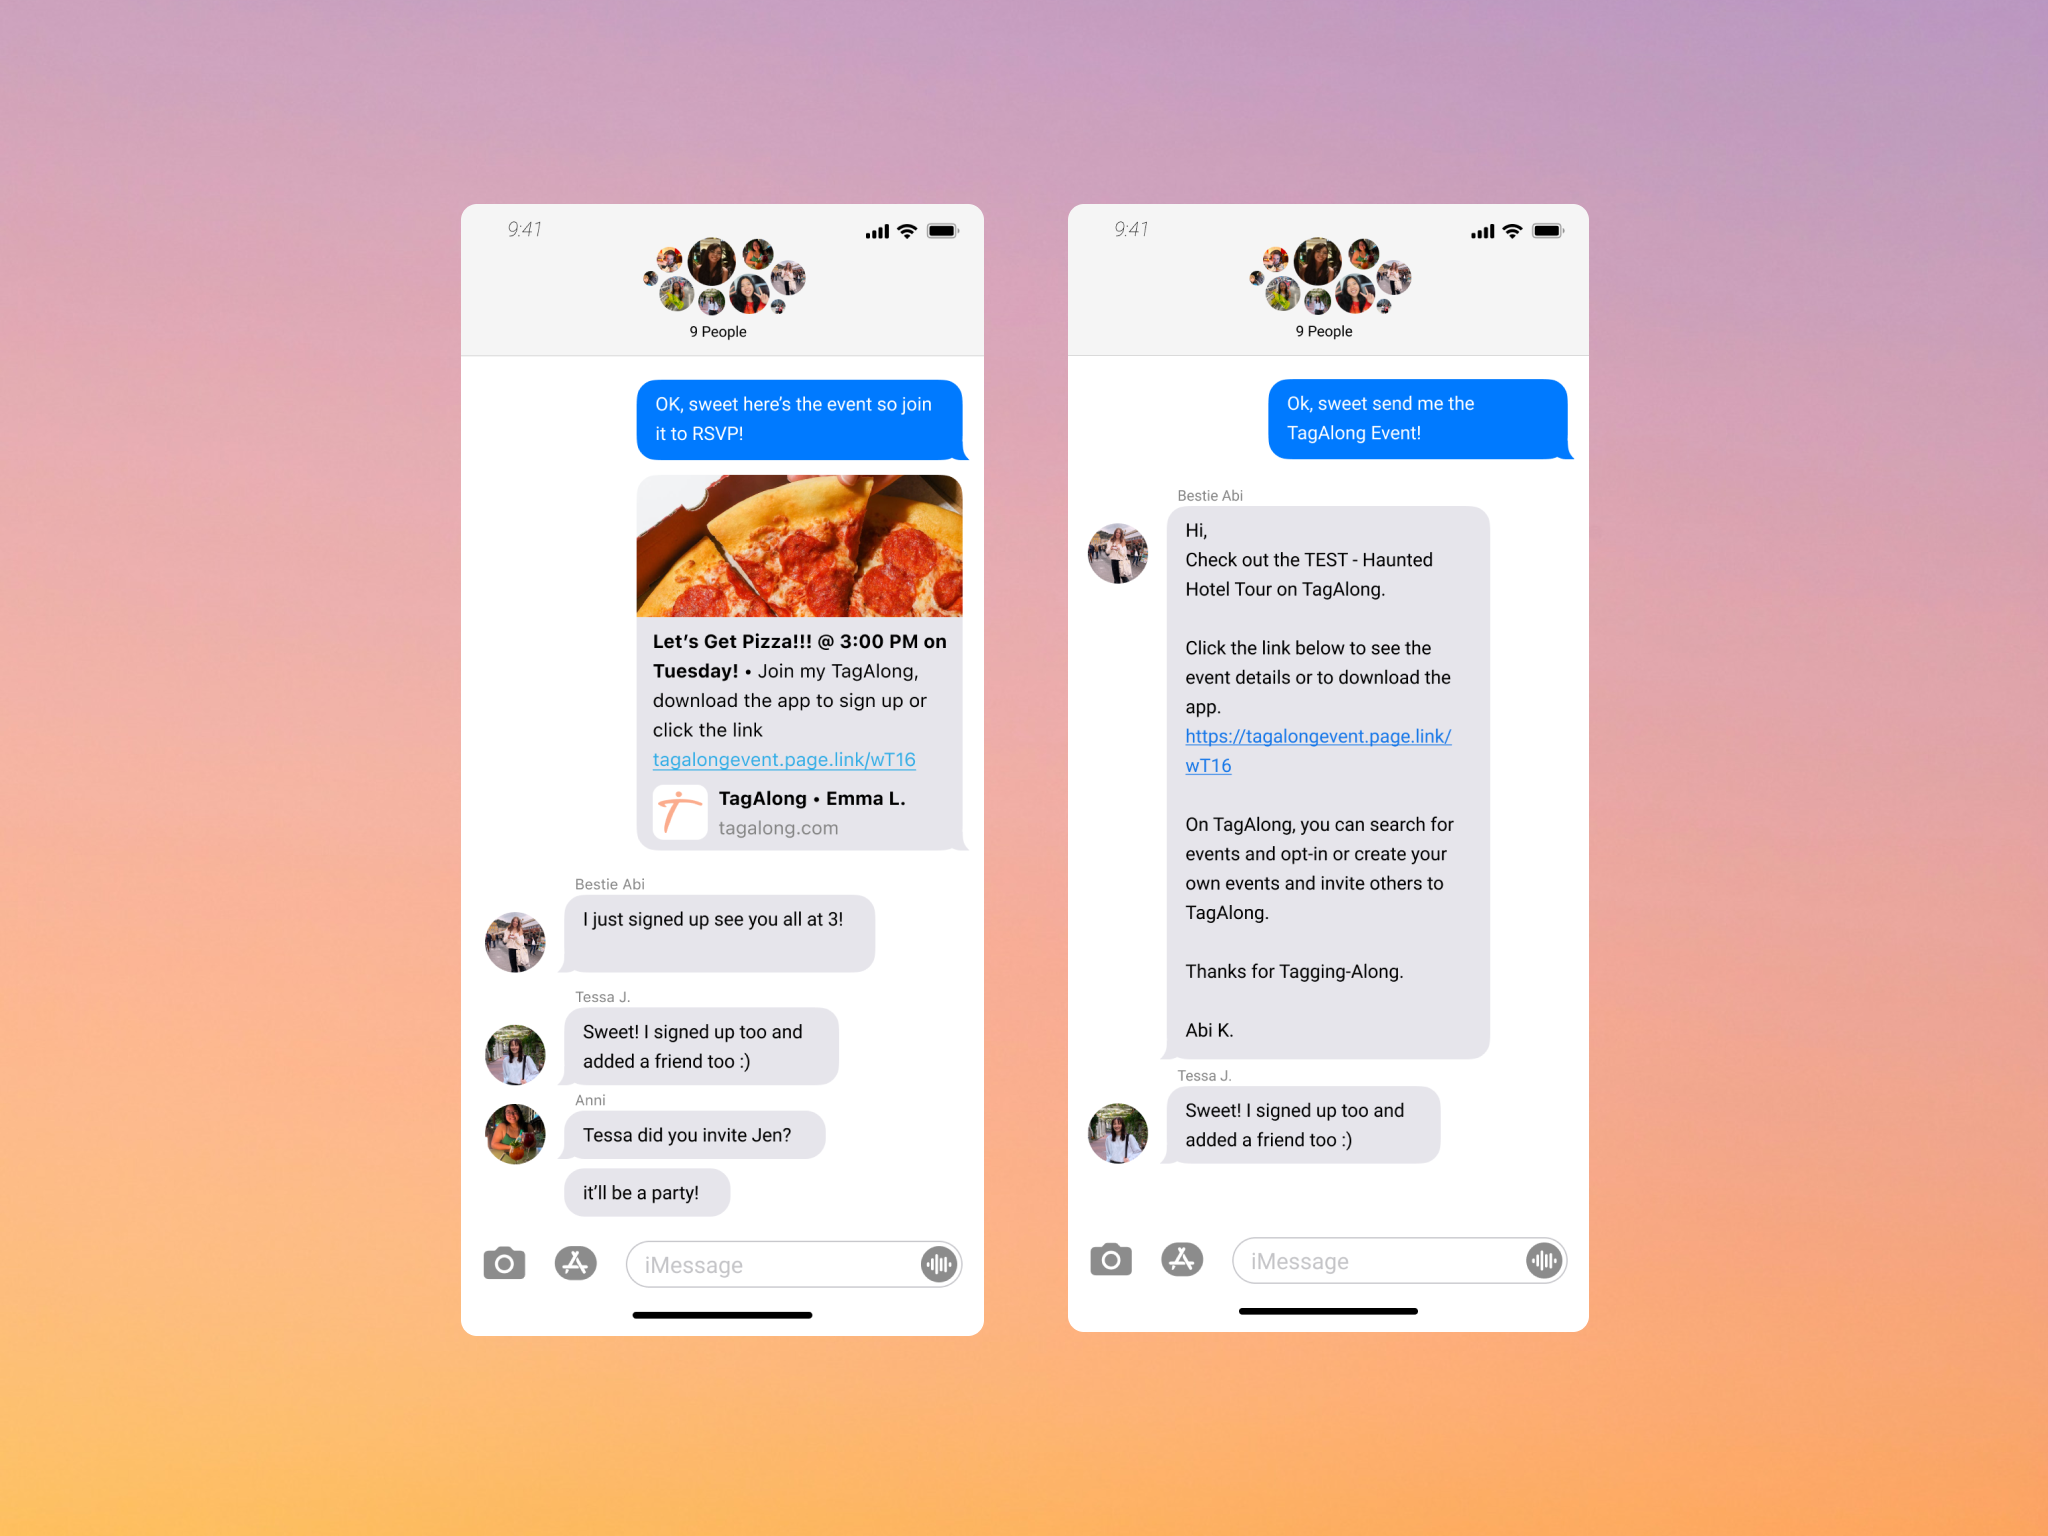 9:41
9 People
OK, sweet here’s the event so join
it to RSVP!
Let’s Get Pizza!!! @ 3:00 PM on
Tuesday! • Join my TagAlong,
download the app to sign up or
click the link
tagalongevent.page.link/wT16
TagAlong • Emma L.
tagalong.com
Bestie Abi
I just signed up see you all at 3!
Tessa J.
Sweet! I signed up too and
added a friend too :)
Anni
Tessa did you invite Jen?
it’ll be a party!
iMessage
9:41
9 People
Ok, sweet send me the
TagAlong Event!
Bestie Abi
Hi,
Check out the TEST - Haunted
Hotel Tour on TagAlong.
Click the link below to see the
event details or to download the
app.
https://tagalongevent.page.link/
wT16
On TagAlong, you can search for
events and opt-in or create your
own events and invite others to
TagAlong.
Thanks for Tagging-Along.
Abi K.
Tessa J.
Sweet! I signed up too and
added a friend too :)
iMessage